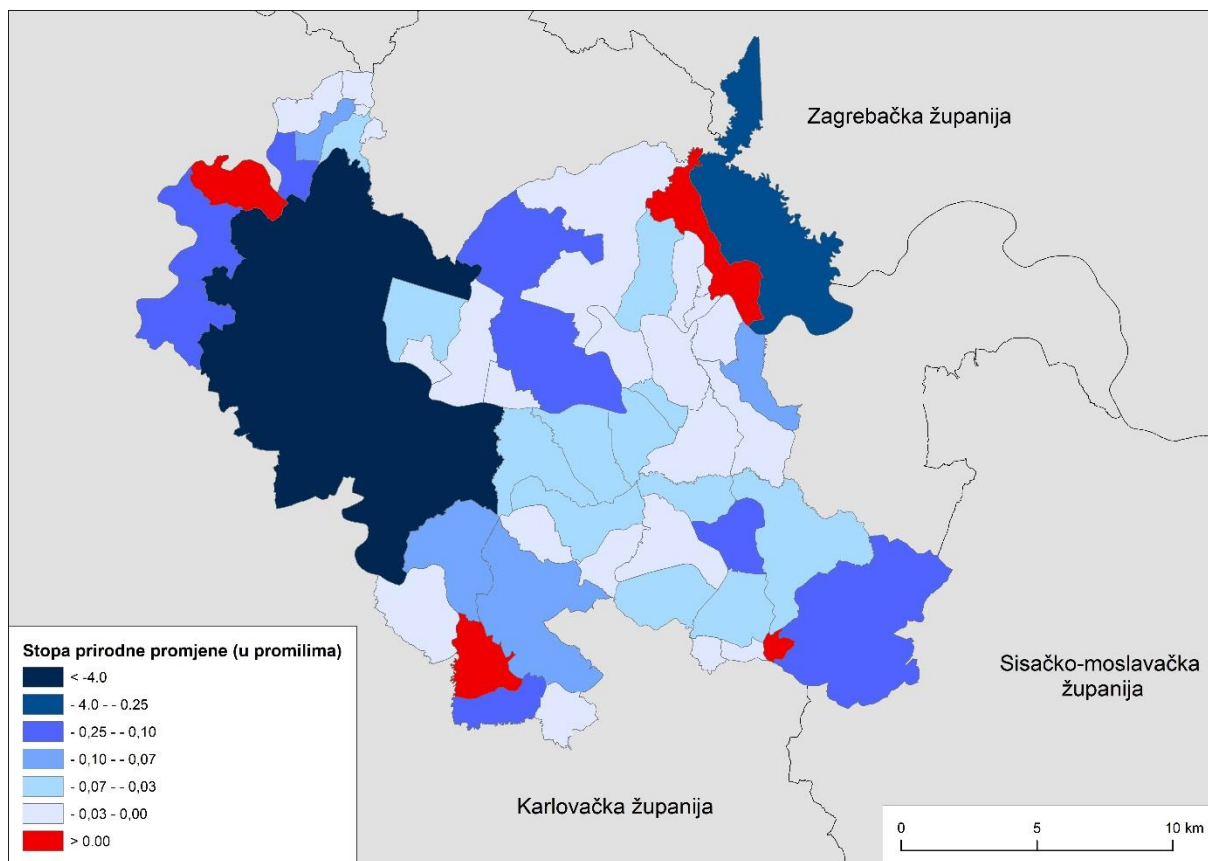 Zagrebačka županija
Sisačko-moslavačka
županija
Karlovačka županija
Stopa prirodne promjene (u promilima)
< -4.0
- 4.0 - - 0.25
- 0,25 - - 0,10
- 0,10 - - 0,07
- 0,07 - - 0,03
- 0,03 - 0,00
> 0.00
0 5 10 km